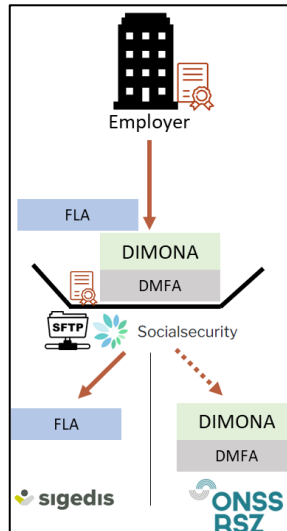 Employer
FLA
DIMONA
DMFA
SFTP
Socialsecurity
FLA
DIMONA
DMFA
sigedis
ONSS
RSZ